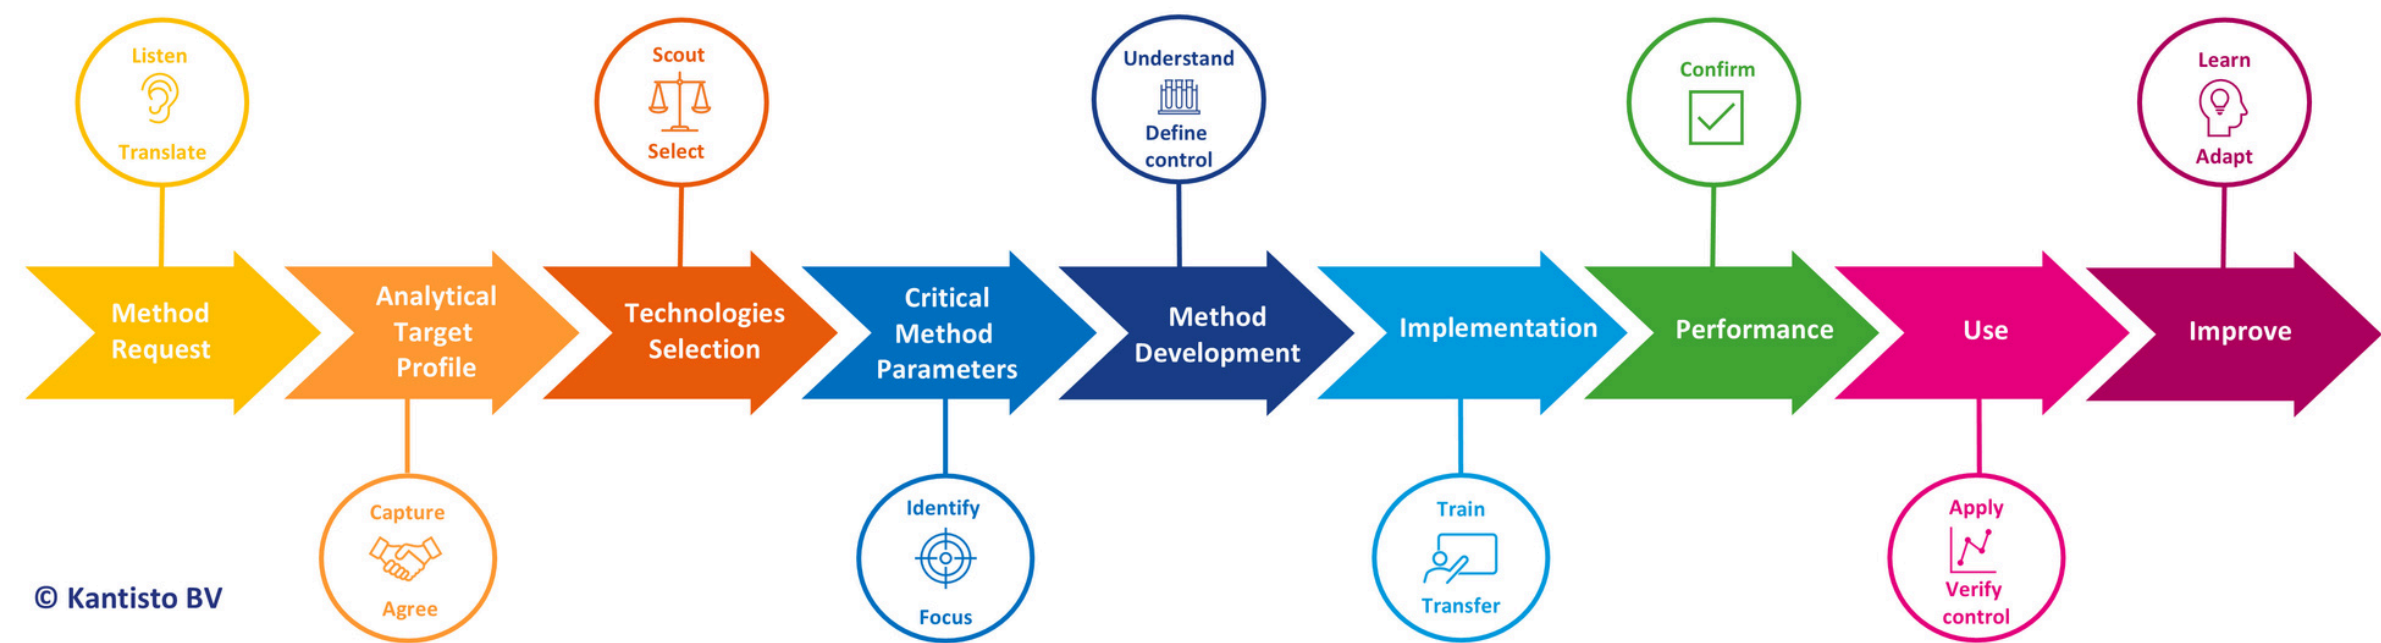 Listen
Translate
Scout
Select
Understand
Define
control
Confirm
Learn
Adapt
Method
Request
Analytical
Target
Profile
Technologies
Selection
Critical
Method
Parameters
Method
Development
Implementation
Performance
Use
Improve
Capture
Agree
Identify
Focus
Train
Transfer
Apply
Verify
control
© Kantisto BV